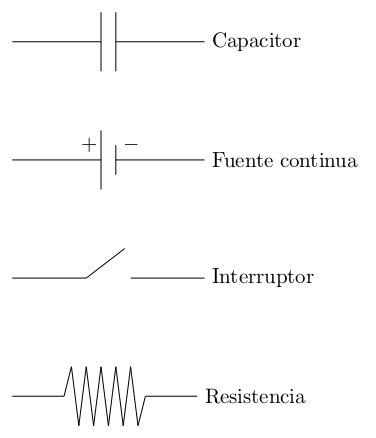 Capacitor
+ −
Fuente continua
Interruptor
Resistencia